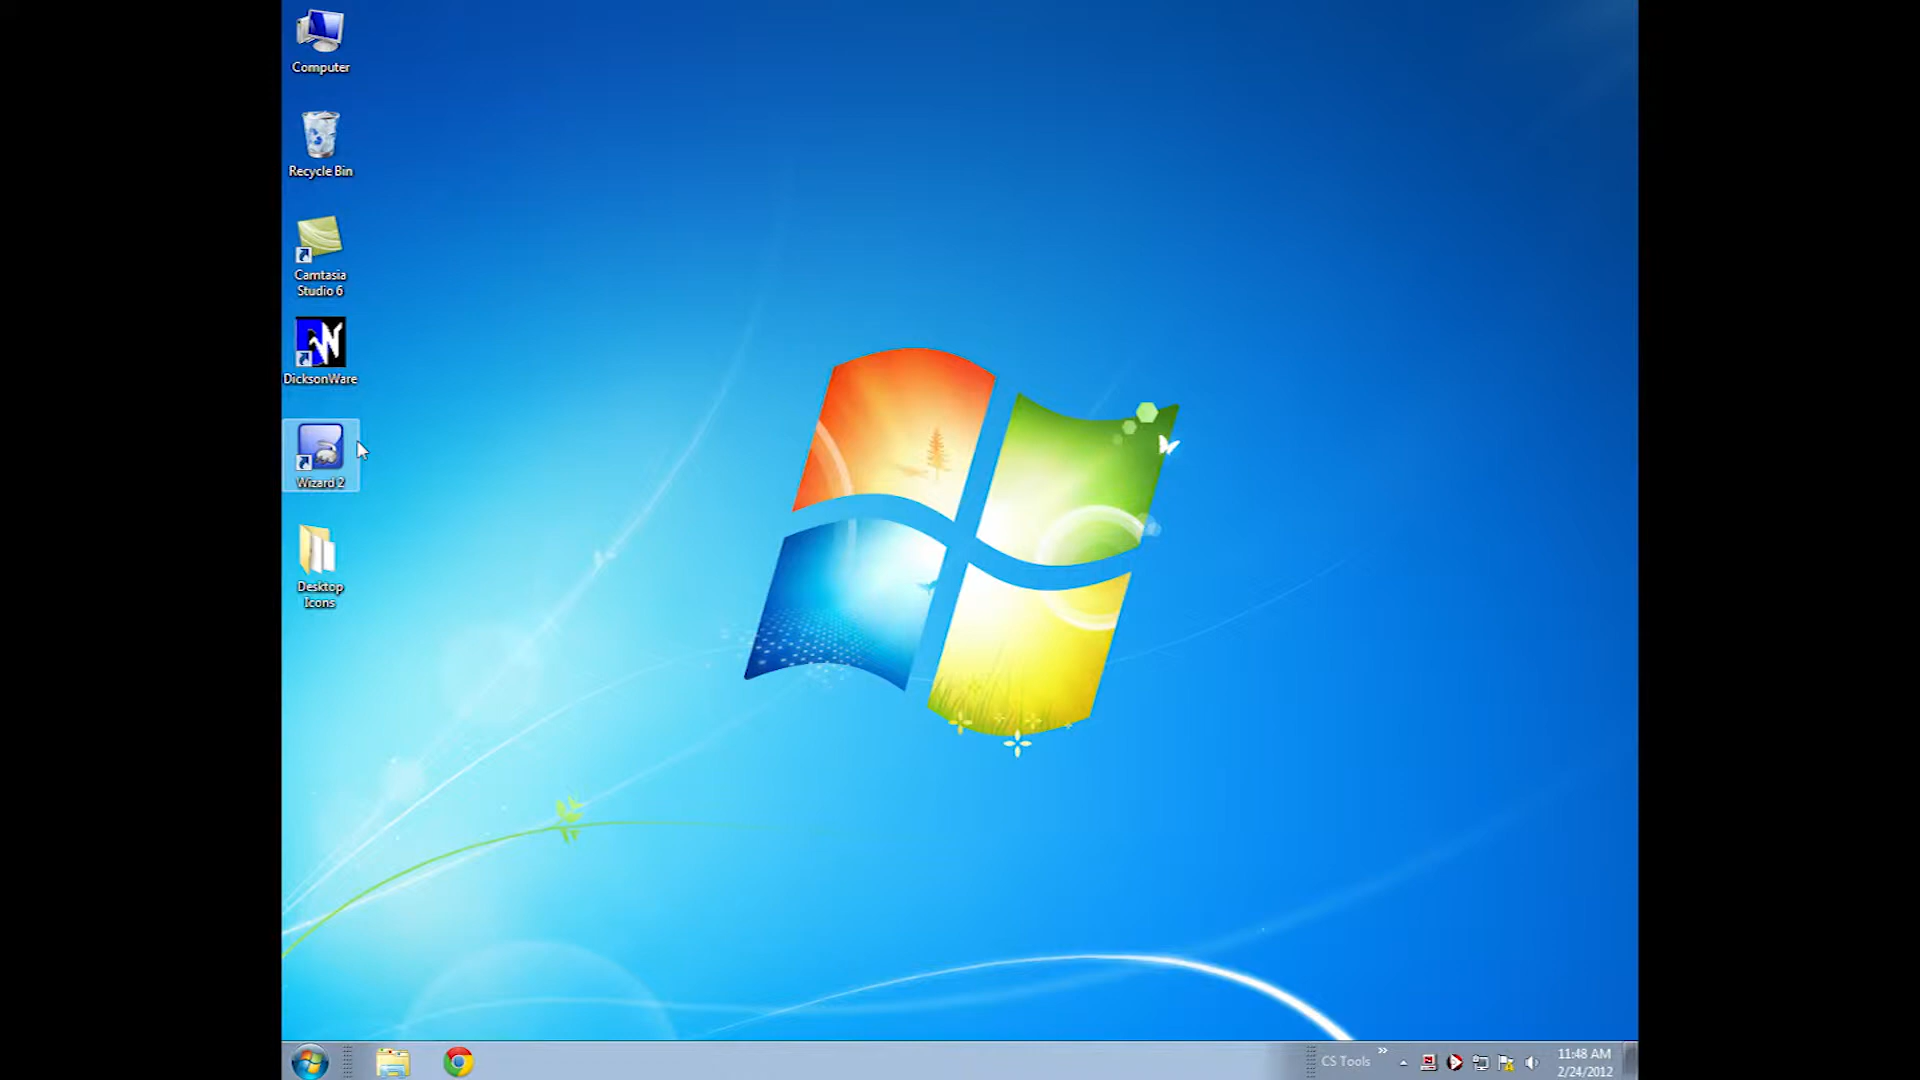 Computer
Recycle Bin
Camtasia
Studio 6
DicksonWare
Wizard 2
Desktop
Icons
CS Tools
11:48 AM
2/24/2012